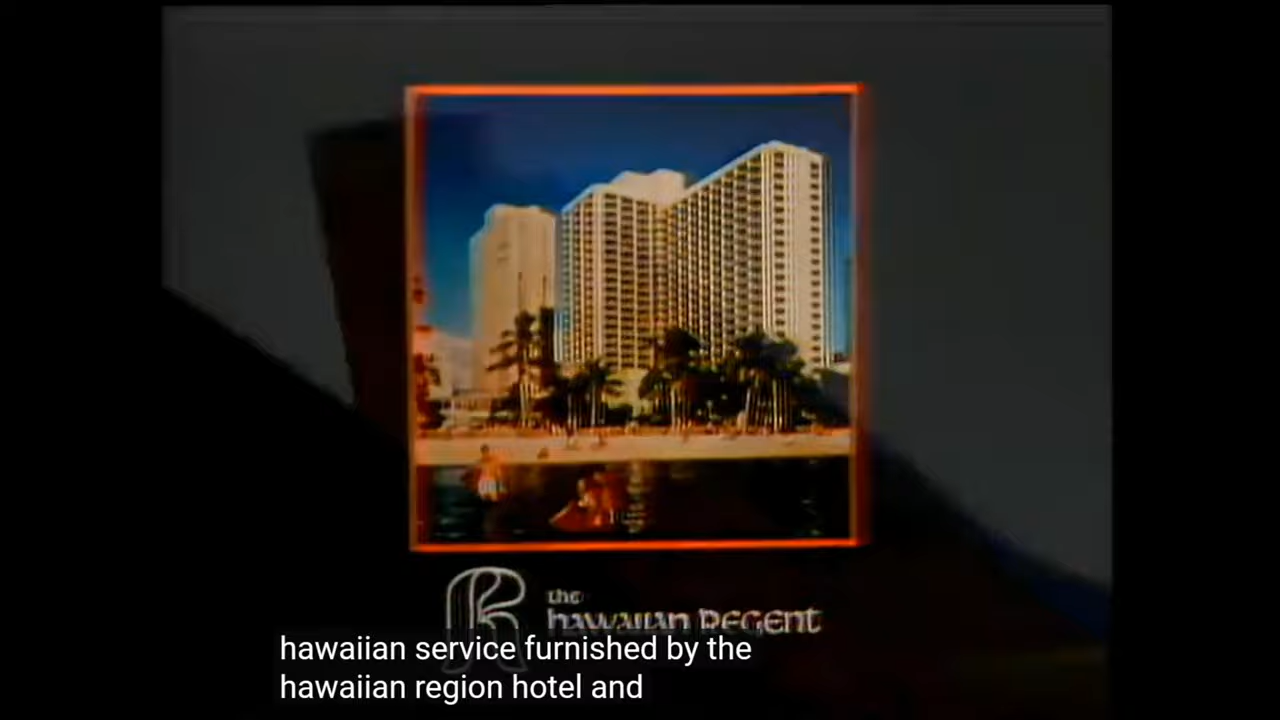 the
hawaiian regent
hawaiian service furnished by the
hawaiian region hotel and